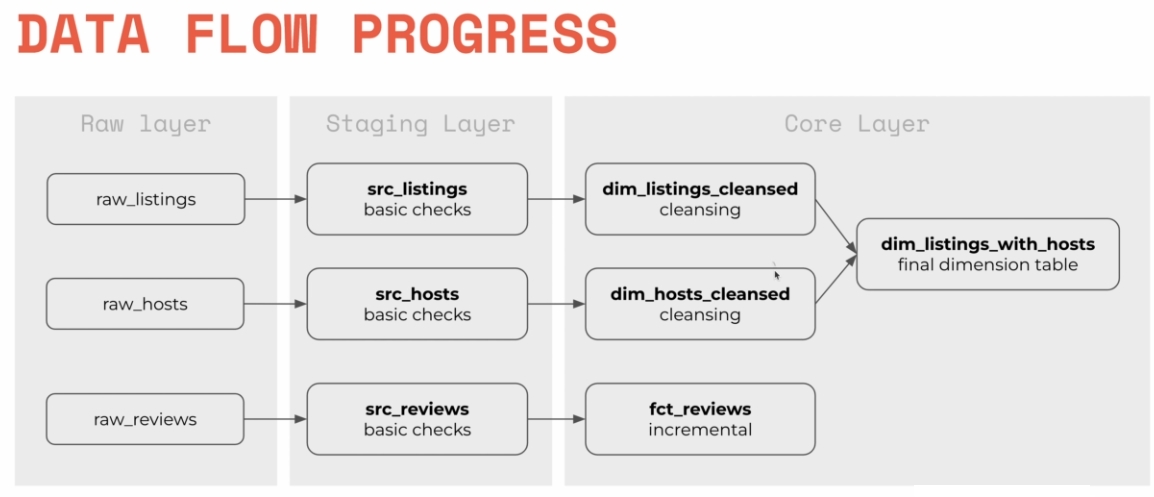 DATA FLOW PROGRESS
Raw layer
raw_listings
raw_hosts
raw_reviews
Staging Layer
src_listings
basic checks
src_hosts
basic checks
src_reviews
basic checks
Core Layer
dim_listings_cleansed
cleansing
dim_hosts_cleansed
cleansing
fct_reviews
incremental
dim_listings_with_hosts
final dimension table